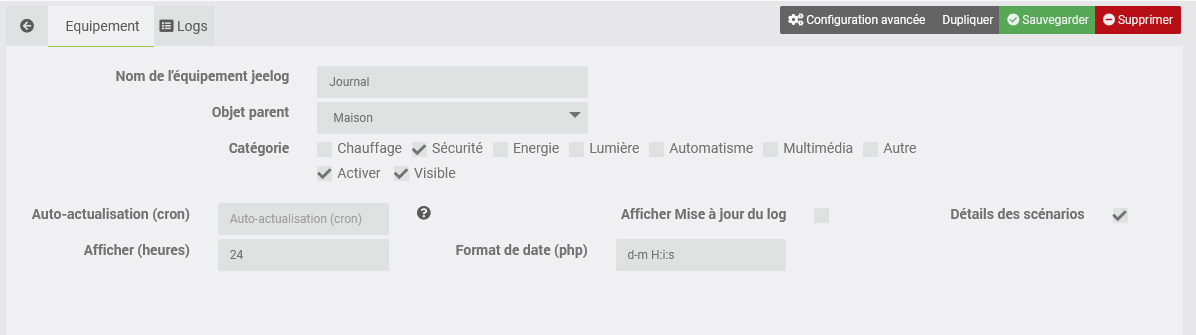 Equipement Logs Configuration avancée Dupliquer Sauvegarder Supprimer
Nom de l'équipement jeelog Journal
Objet parent Maison
Catégorie Chauffage Sécurité Energie Lumière Automatisme Multimédia Autre
Activer Visible
Auto-actualisation (cron) Auto-actualisation (cron) ? Afficher Mise à jour du log Détails des scénarios
Afficher (heures) 24 Format de date (php) d-m H:i:s